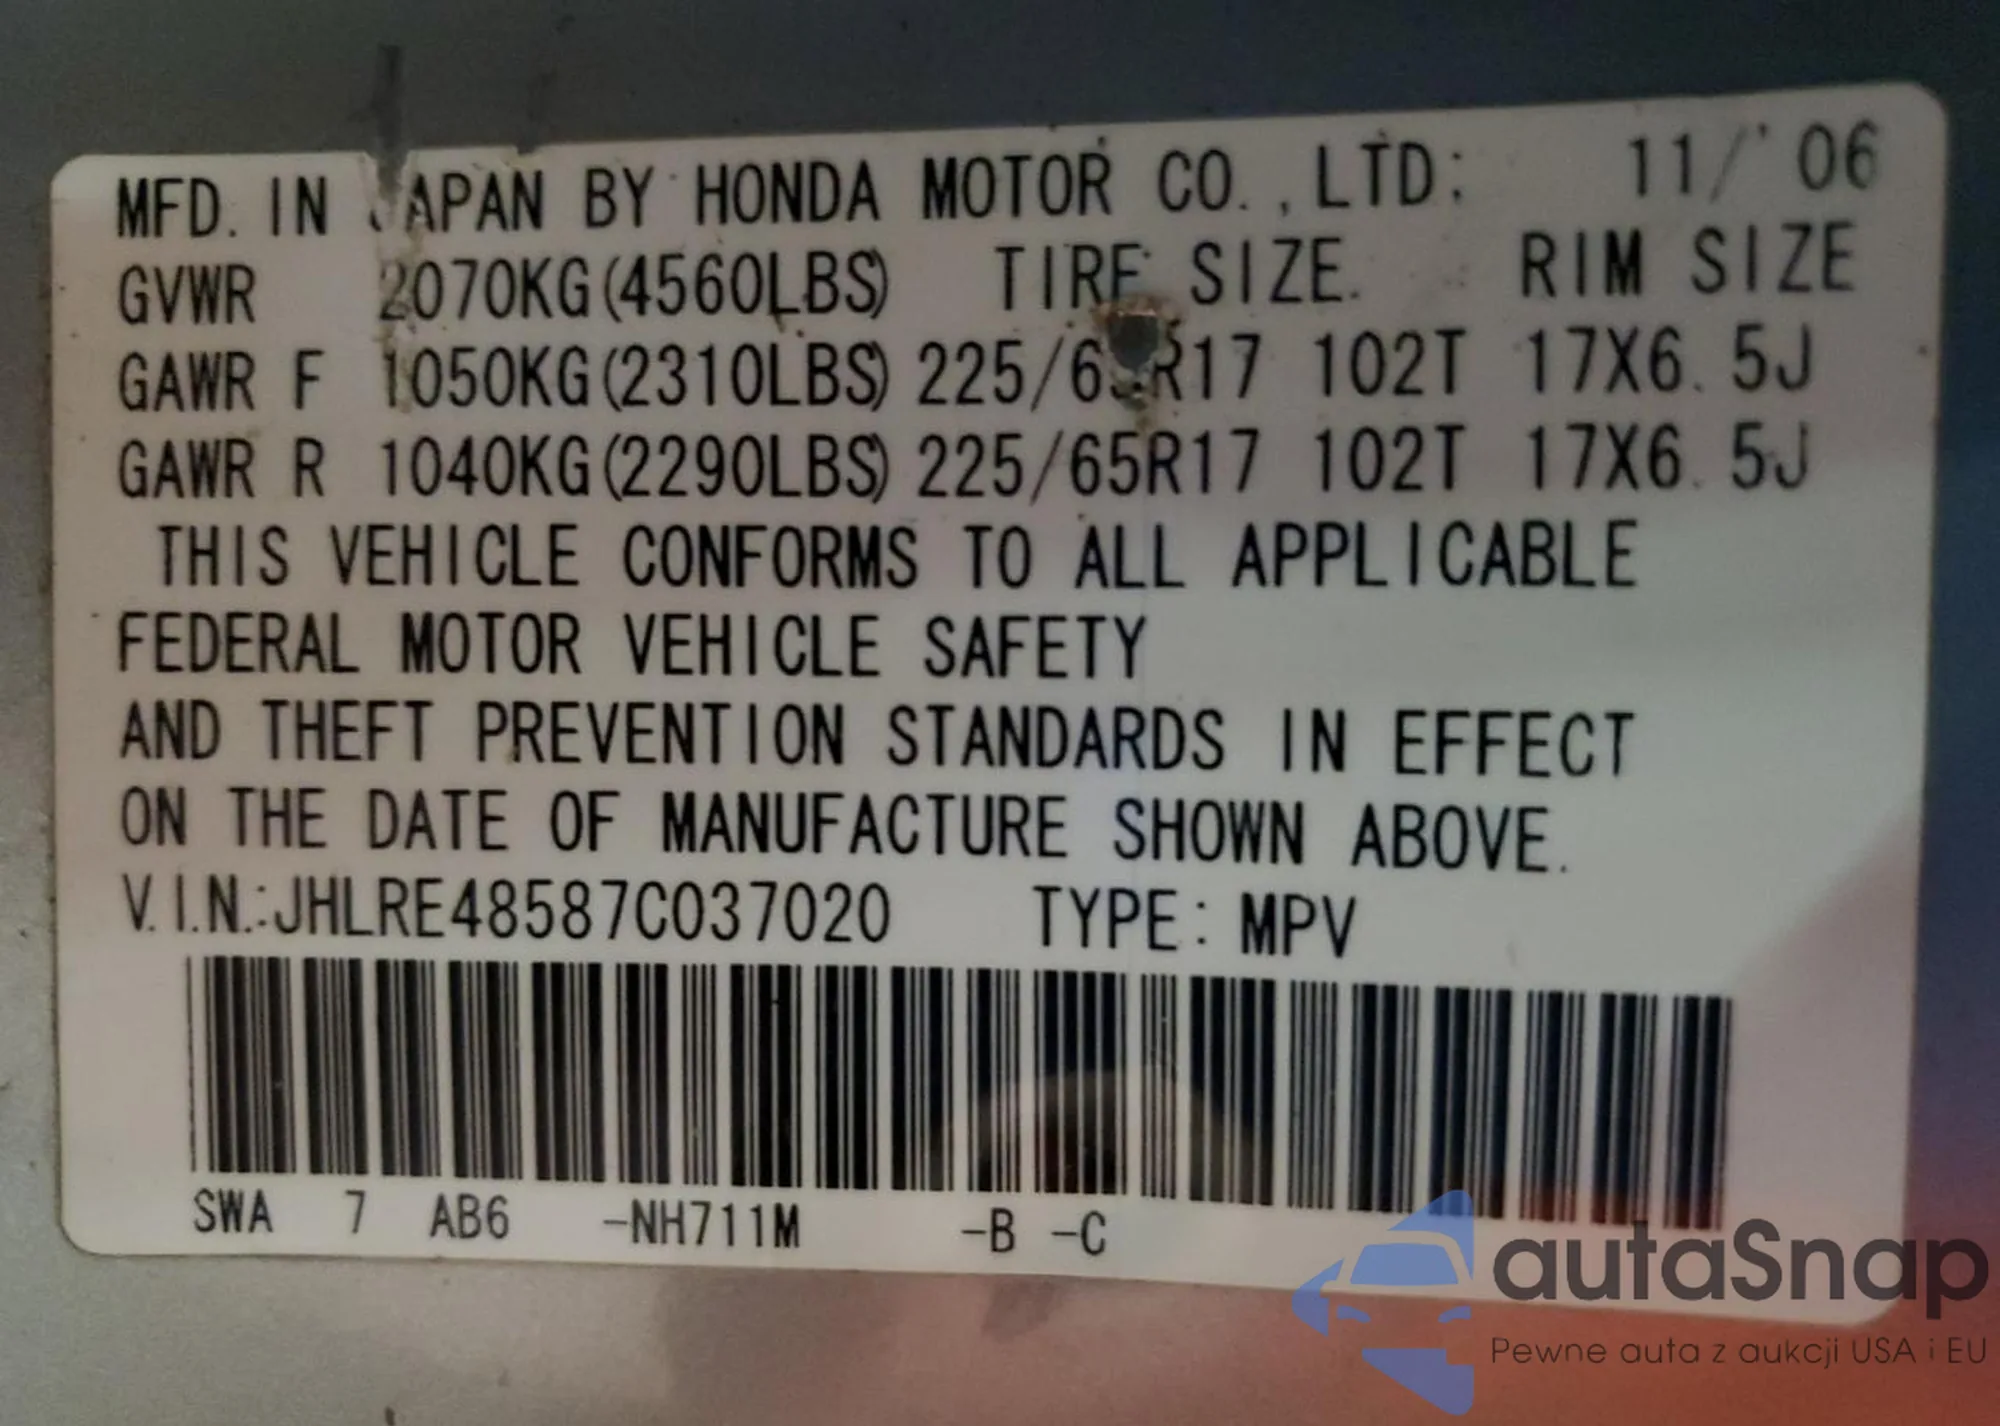 MFD. IN JAPAN BY HONDA MOTOR CO.,LTD: 11/'06
GVWR 2070KG(4560LBS) TIRE SIZE. RIM SIZE
GAWR F 1050KG(2310LBS) 225/65R17 102T 17X6.5J
GAWR R 1040KG(2290LBS) 225/65R17 102T 17X6.5J
THIS VEHICLE CONFORMS TO ALL APPLICABLE
FEDERAL MOTOR VEHICLE SAFETY
AND THEFT PREVENTION STANDARDS IN EFFECT
ON THE DATE OF MANUFACTURE SHOWN ABOVE.
V.I.N.:JHLRE48587C037020 TYPE: MPV
SWA 7 AB6 -NH711M -B -C
autaSnap
Pewne auta z aukcji USA i EU